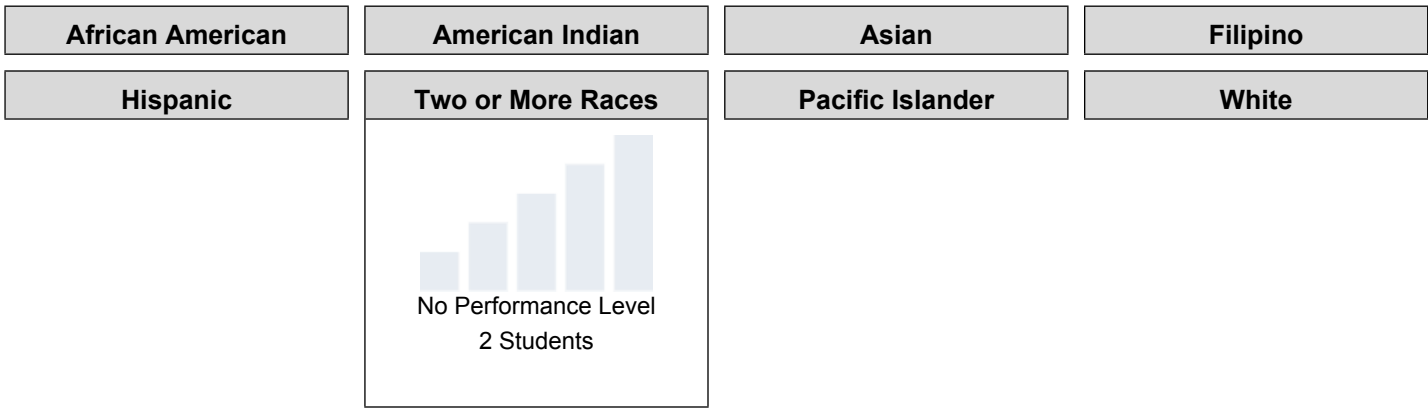 African American
American Indian
Asian
Filipino
Hispanic
Two or More Races
Pacific Islander
White
No Performance Level
2 Students